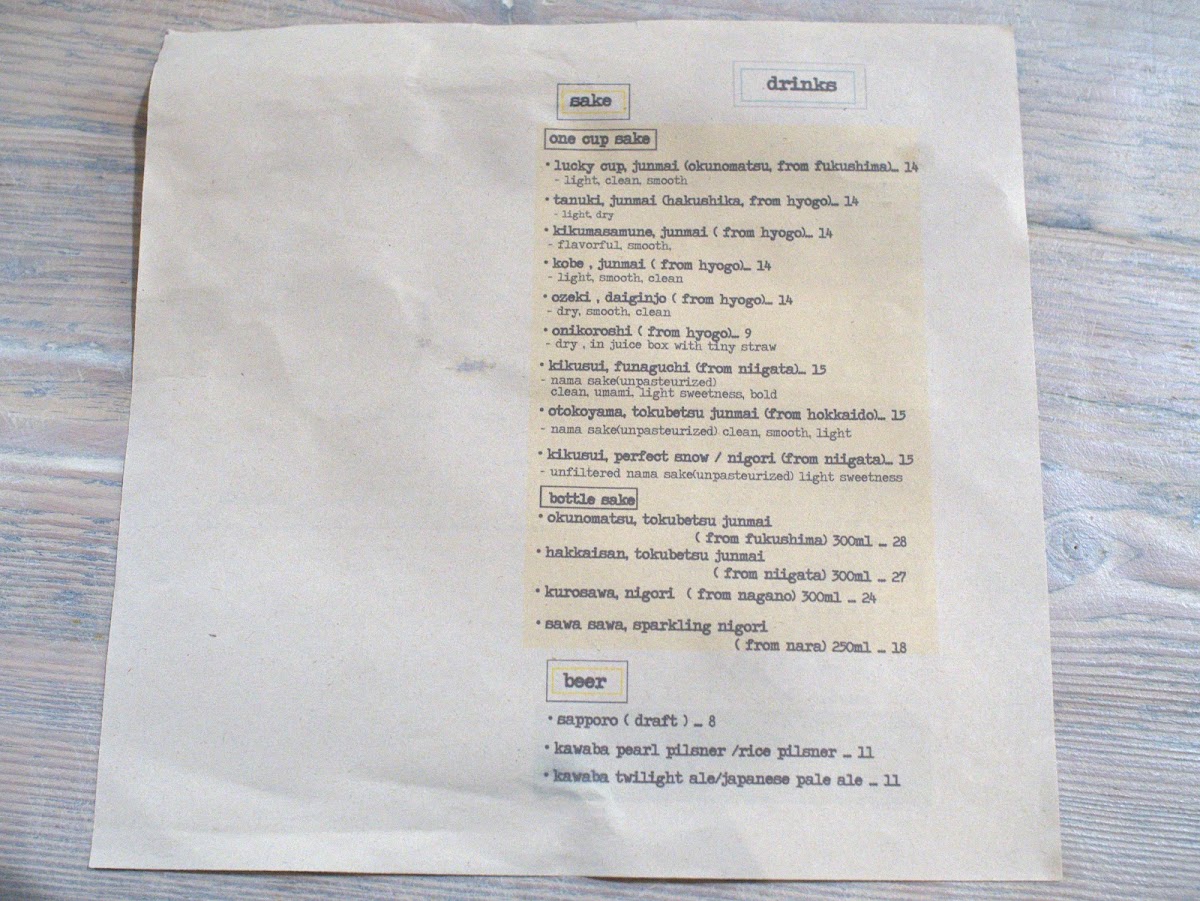 drinks
sake
one cup sake
• lucky cup, junmai (okunomatsu, from fukushima)... 14
- light, clean, smooth
• tanuki, junmai (hakushika, from hyogo)... 14
- light, dry
• kikumasamune, junmai ( from hyogo)... 14
- flavorful, smooth,
• kobe , junmai ( from hyogo)... 14
- light, smooth, clean
• ozeki , daiginjo ( from hyogo)... 14
- dry, smooth, clean
• onikoroshi ( from hyogo)... 9
- dry , in juice box with tiny straw
• kikusui, funaguchi (from niigata)... 15
- nama sake(unpasteurized)
clean, umami, light sweetness, bold
• otokoyama, tokubetsu junmai (from hokkaido)... 15
- nama sake(unpasteurized) clean, smooth, light
• kikusui, perfect snow / nigori (from niigata)... 15
- unfiltered nama sake(unpasteurized) light sweetness
bottle sake
• okunomatsu, tokubetsu junmai
( from fukushima) 300ml ... 28
• hakkaisan, tokubetsu junmai
( from niigata) 300ml ... 27
• kurosawa, nigori ( from nagano) 300ml ... 24
• sawa sawa, sparkling nigori
( from nara) 250ml ... 18
beer
• sapporo ( draft ) ... 8
• kawaba pearl pilsner /rice pilsner ... 11
• kawaba twilight ale/japanese pale ale ... 11